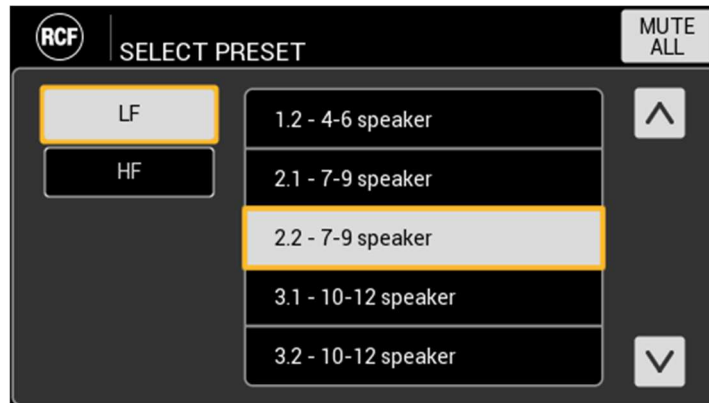 RCF
SELECT PRESET
MUTE
ALL
LF
HF
1.2 - 4-6 speaker
2.1 - 7-9 speaker
2.2 - 7-9 speaker
3.1 - 10-12 speaker
3.2 - 10-12 speaker